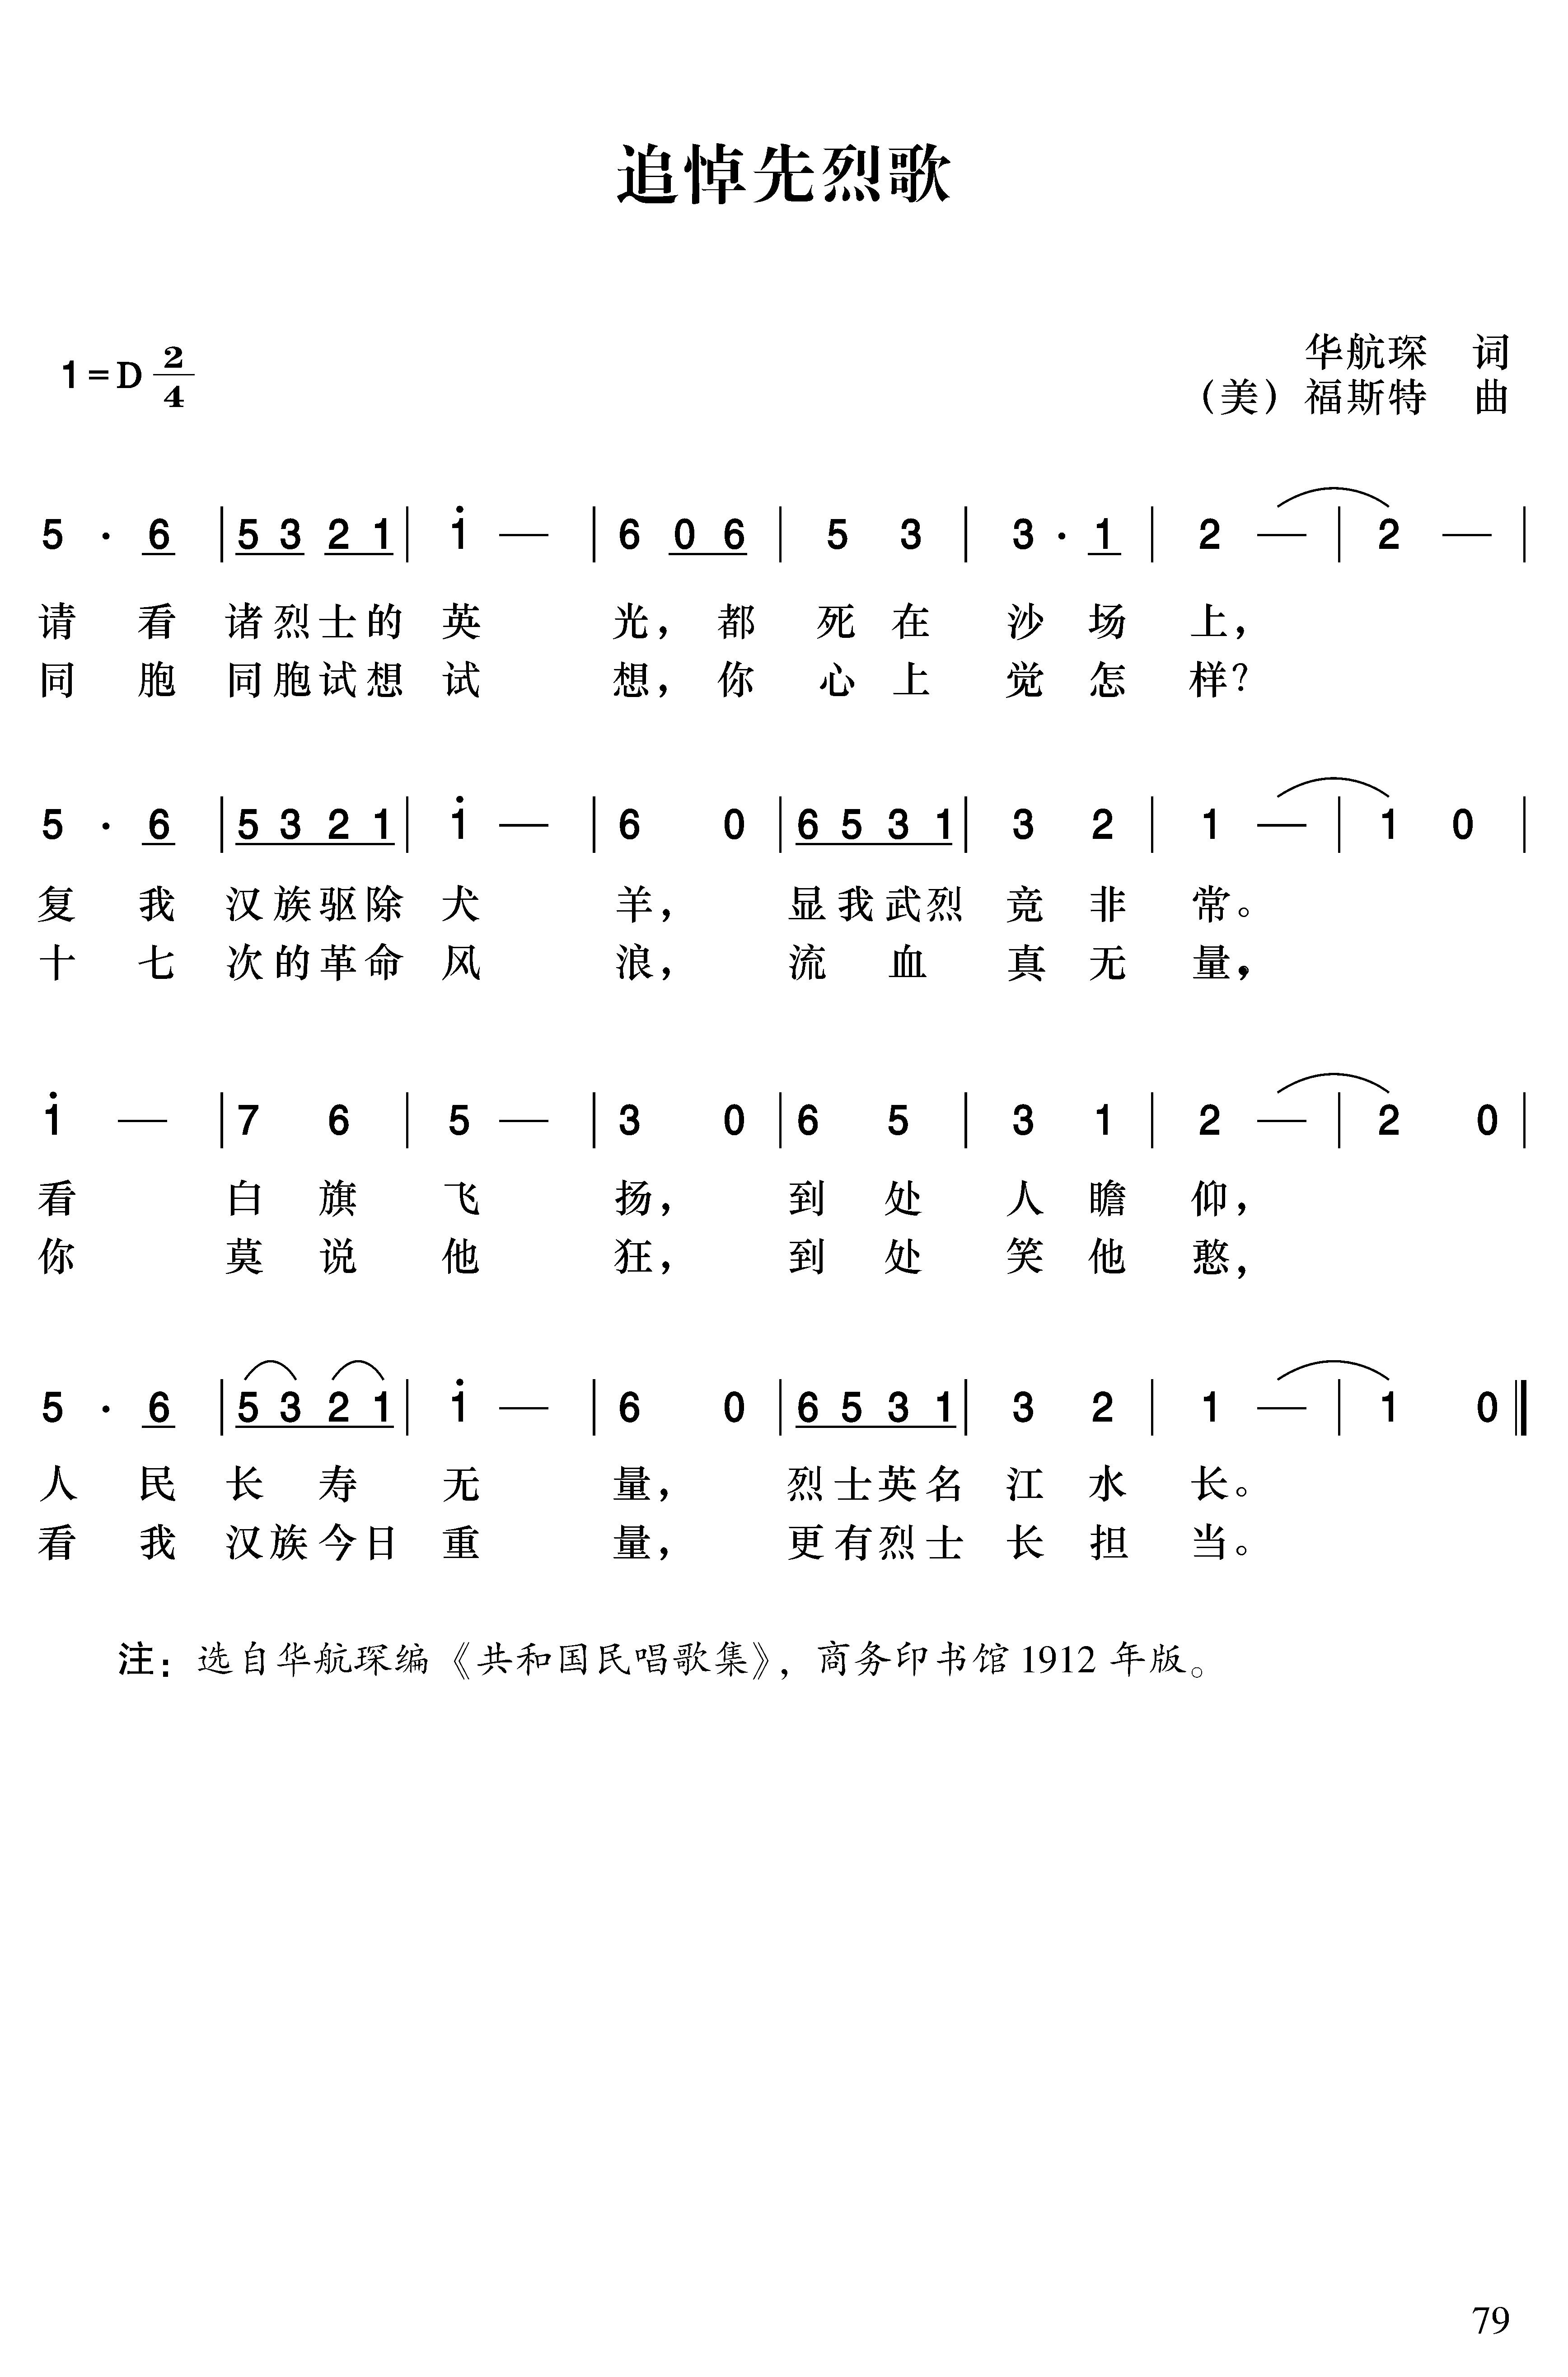 追悼先烈歌
1=D 2/4
华航琛 词
(美) 福斯特 曲
5 · 6 | 5 3 2 1 | 1̇ — | 6 0 6 | 5 3 | 3 · 1 | 2 — | 2 — |
请 看 诸烈士的 英 光, 都 死 在 沙 场 上,
同 胞 同胞试想 试 想, 你 心 上 觉 怎 样?
5 · 6 | 5 3 2 1 | 1̇ — | 6 0 | 6 5 3 1 | 3 2 | 1 — | 1 0 |
复 我 汉族驱除 犬 羊, 显我武烈 竞 非 常。
十 七 次的革命 风 浪, 流 血 真 无 量,
1̇ — | 7 6 | 5 — | 3 0 | 6 5 | 3 1 | 2 — | 2 0 |
看 白 旗 飞 扬, 到 处 人 瞻 仰,
你 莫 说 他 狂, 到 处 笑 他 憨,
5 · 6 | 5 3 2 1 | 1̇ — | 6 0 | 6 5 3 1 | 3 2 | 1 — | 1 0 ‖
人 民 长 寿 无 量, 烈士英名 江 水 长。
看 我 汉族今日 重 量, 更有烈士 长 担 当。
注: 选自华航琛编《共和国民唱歌集》, 商务印书馆 1912 年版。
79